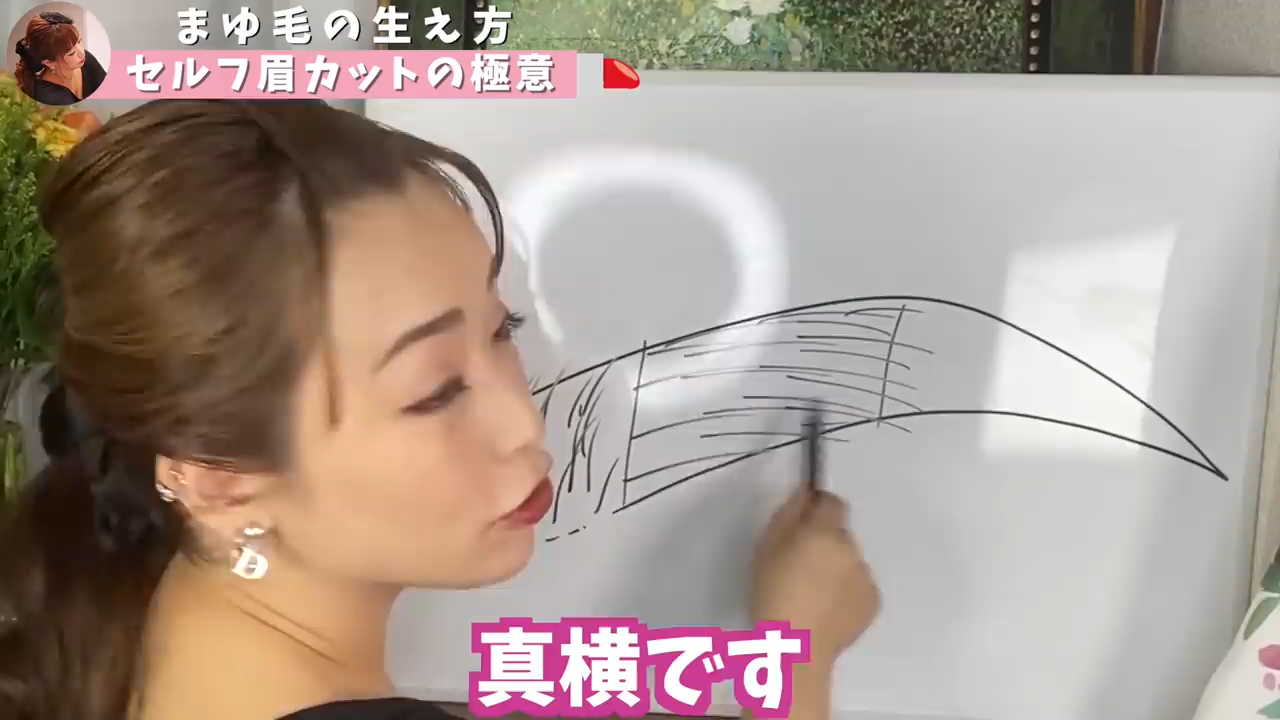 まゆ毛の生え方
セルフ眉カットの極意
真横です